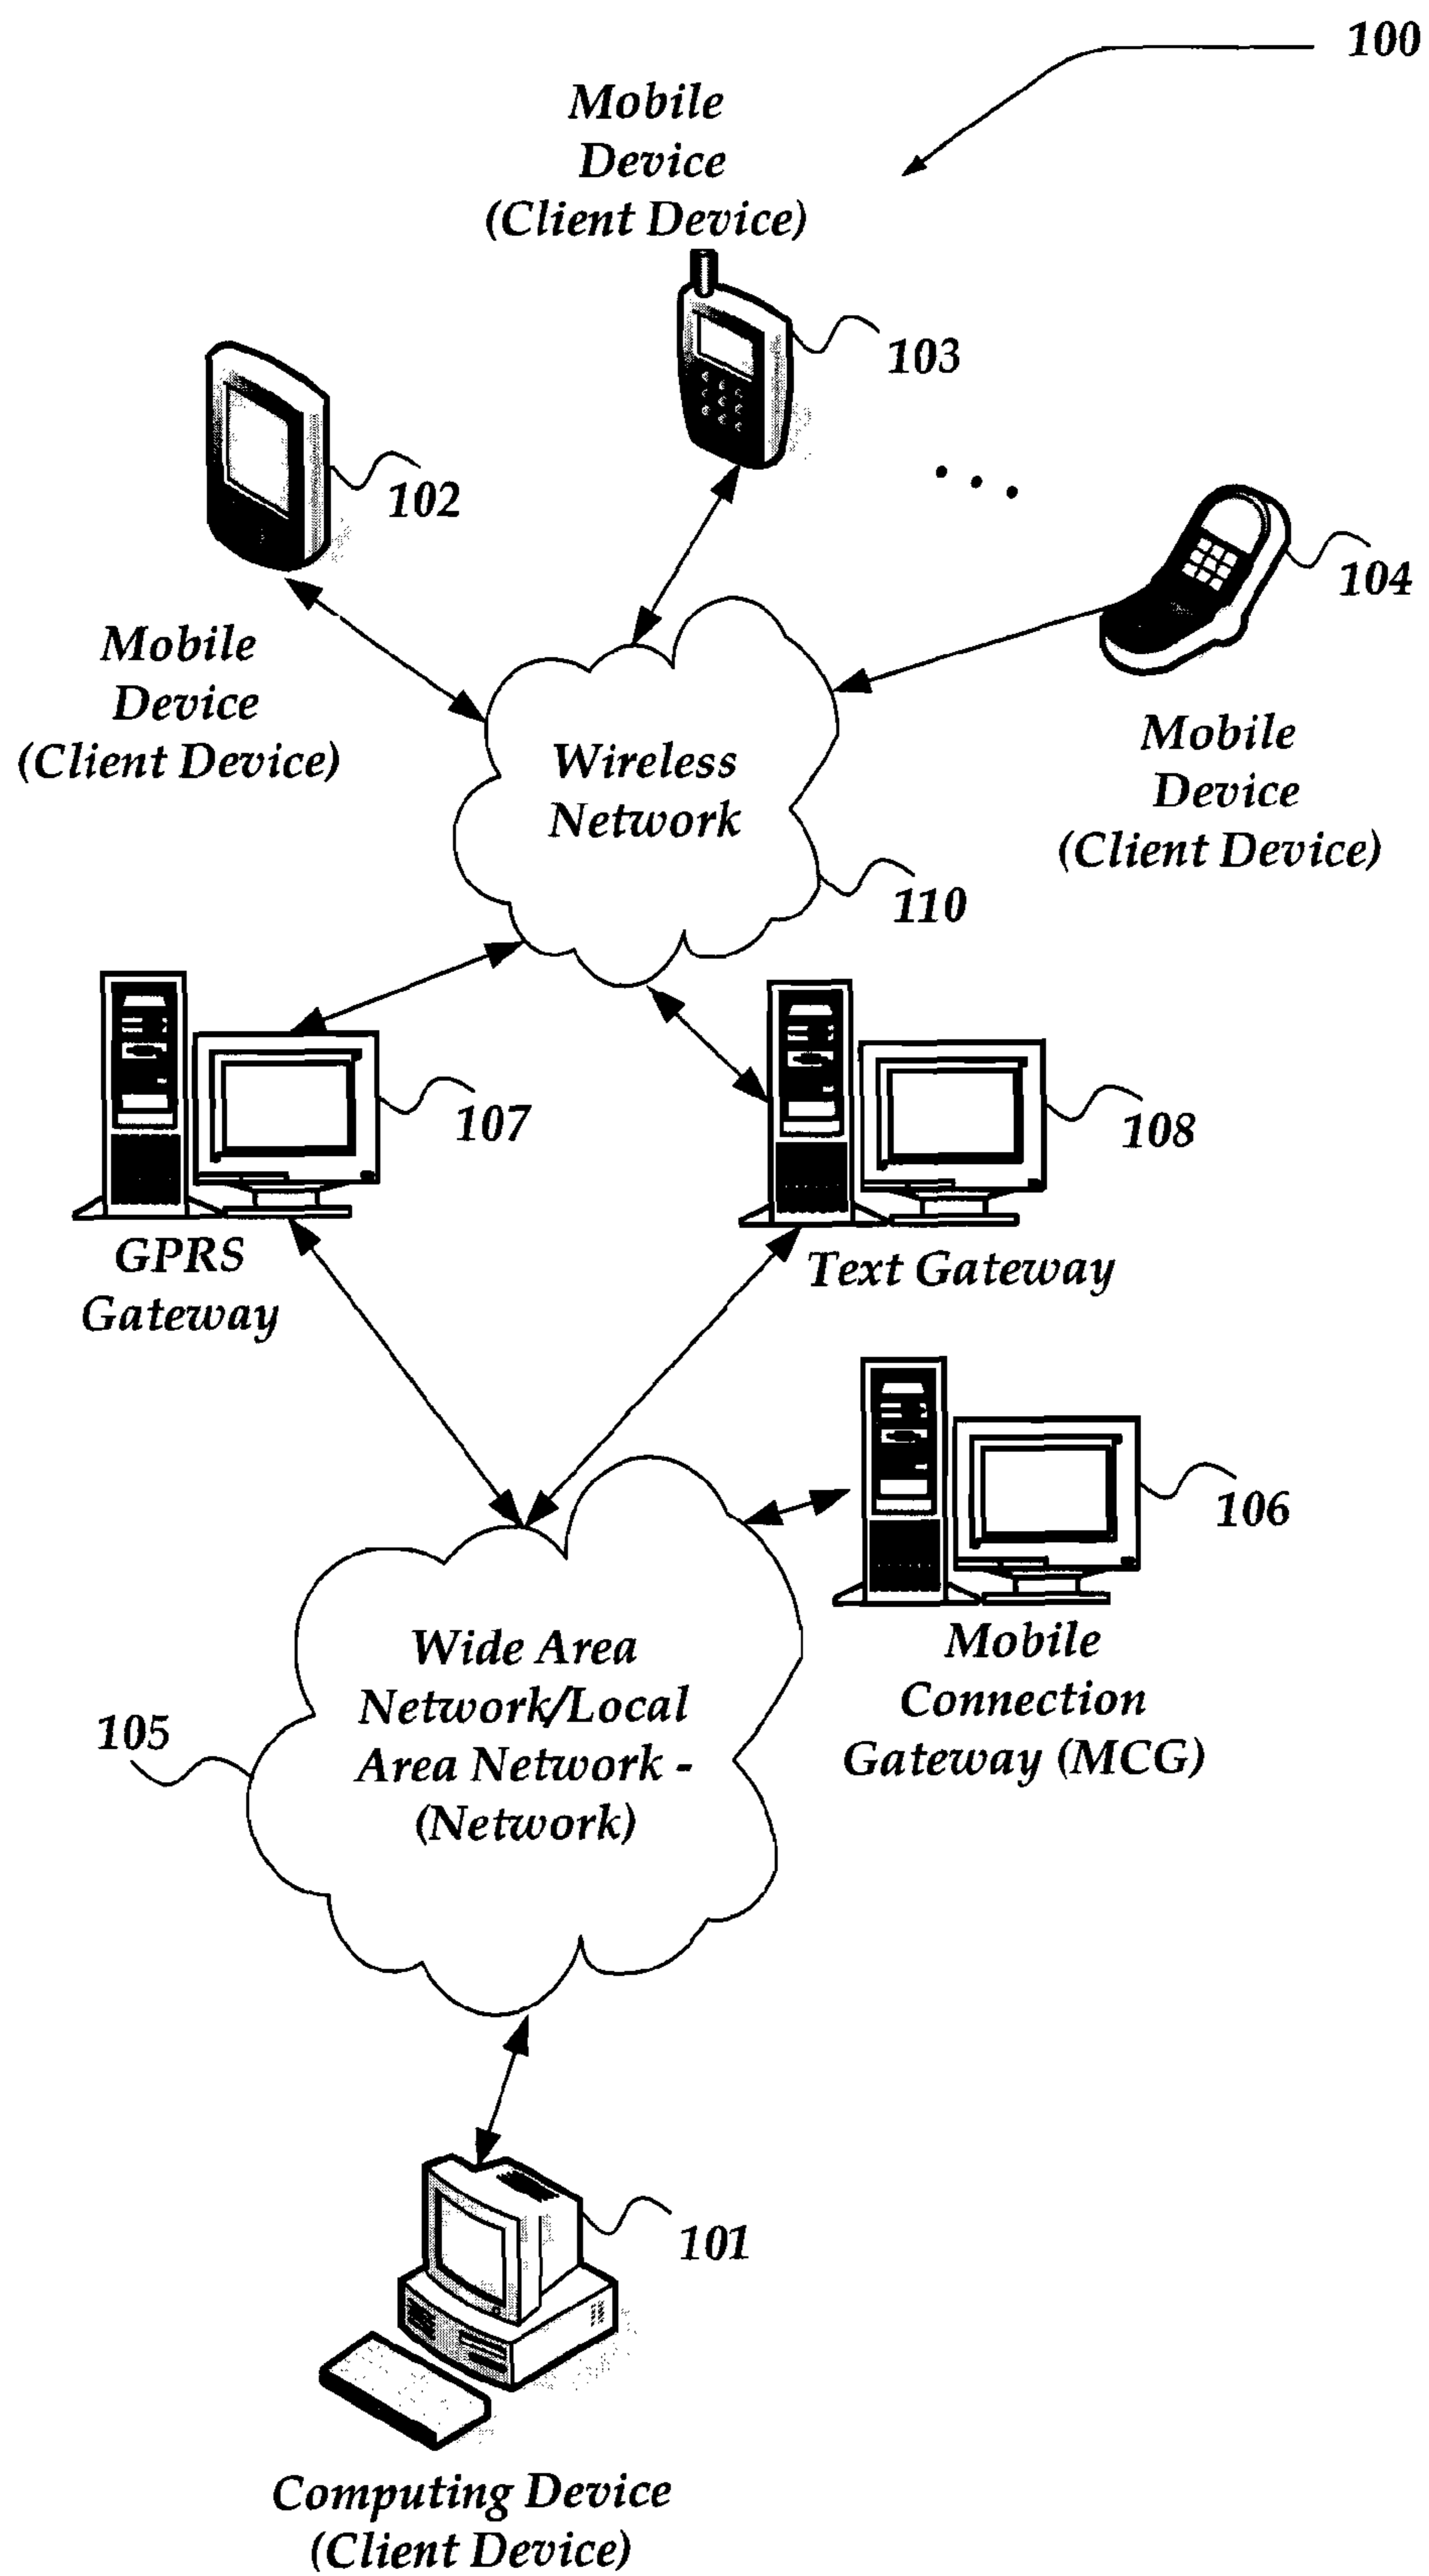 100
Mobile
Device
(Client Device)
103
102
104
Mobile
Device
(Client Device)
Mobile
Device
(Client Device)
Wireless
Network
110
107
108
GPRS
Gateway
Text Gateway
106
Mobile
Connection
Gateway (MCG)
105
Wide Area
Network/Local
Area Network -
(Network)
101
Computing Device
(Client Device)